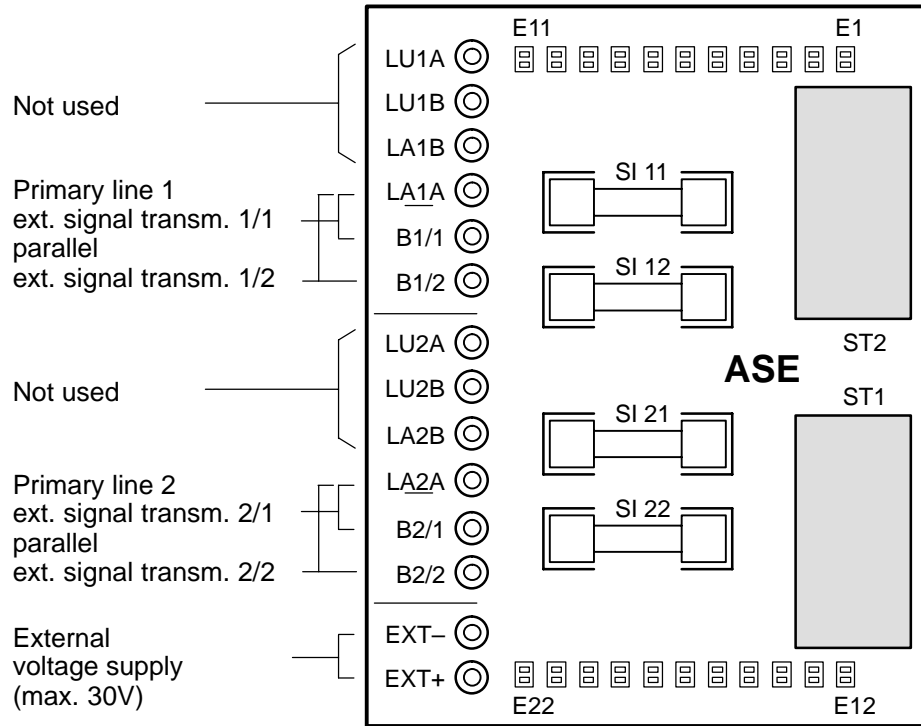 Not used
Primary line 1
ext. signal transm. 1/1
parallel
ext. signal transm. 1/2
Not used
Primary line 2
ext. signal transm. 2/1
parallel
ext. signal transm. 2/2
External
voltage supply
(max. 30V)
LU1A
LU1B
LA1B
LA1A
B1/1
B1/2
LU2A
LU2B
LA2B
LA2A
B2/1
B2/2
EXT–
EXT+
E11
E1
SI 11
SI 12
ST2
ASE
ST1
SI 21
SI 22
E22
E12